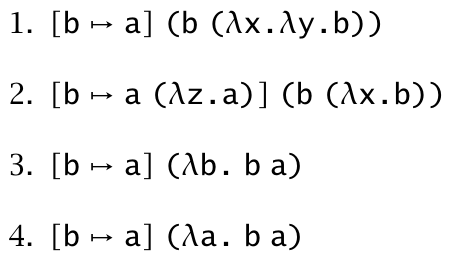 1. [b ↦ a] (b (λx.λy.b))
2. [b ↦ a (λz.a)] (b (λx.b))
3. [b ↦ a] (λb. b a)
4. [b ↦ a] (λa. b a)